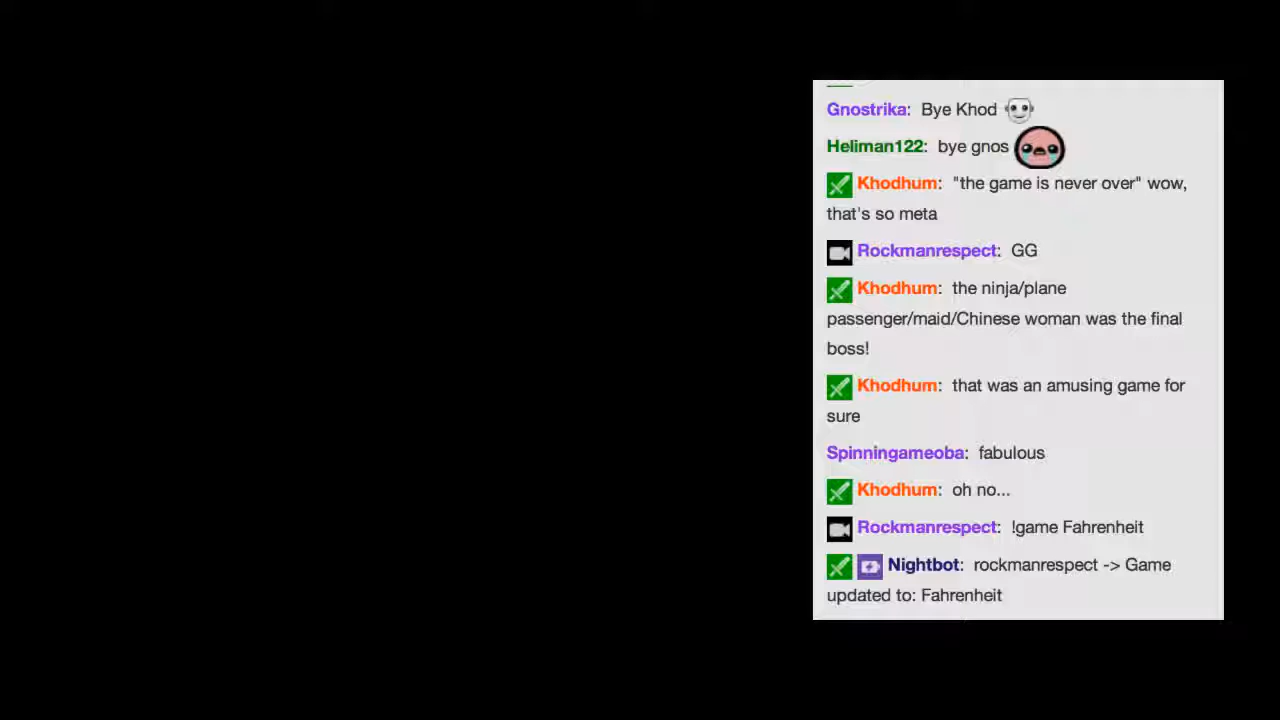 Gnostrika: Bye Khod
Heliman122: bye gnos
Khodhum: "the game is never over" wow,
that's so meta
Rockmanrespect: GG
Khodhum: the ninja/plane
passenger/maid/Chinese woman was the final
boss!
Khodhum: that was an amusing game for
sure
Spinningameoba: fabulous
Khodhum: oh no...
Rockmanrespect: !game Fahrenheit
Nightbot: rockmanrespect -> Game
updated to: Fahrenheit